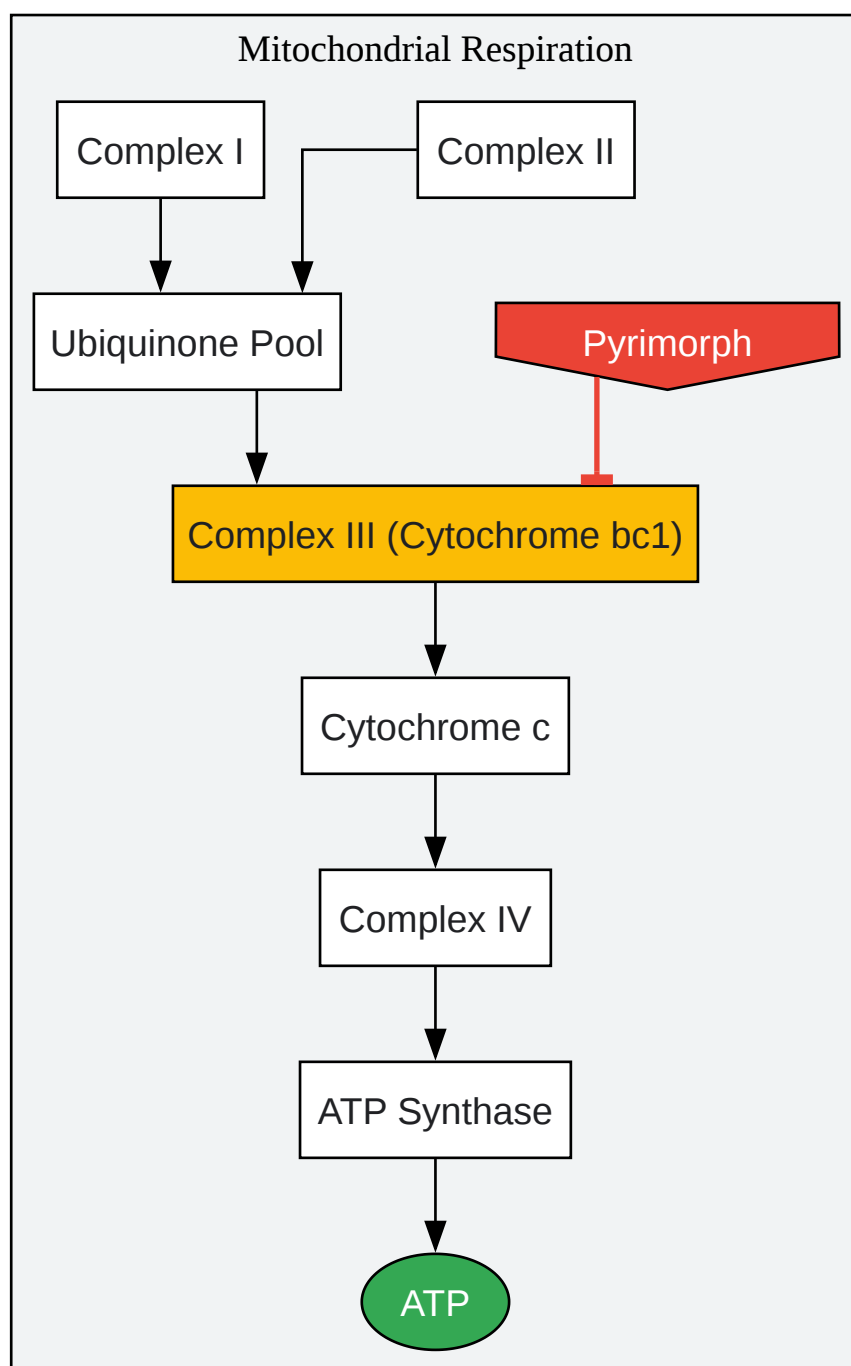 Mitochondrial Respiration
Complex I
Complex II
Ubiquinone Pool
Pyrimorph
Complex III (Cytochrome bc1)
Cytochrome c
Complex IV
ATP Synthase
ATP